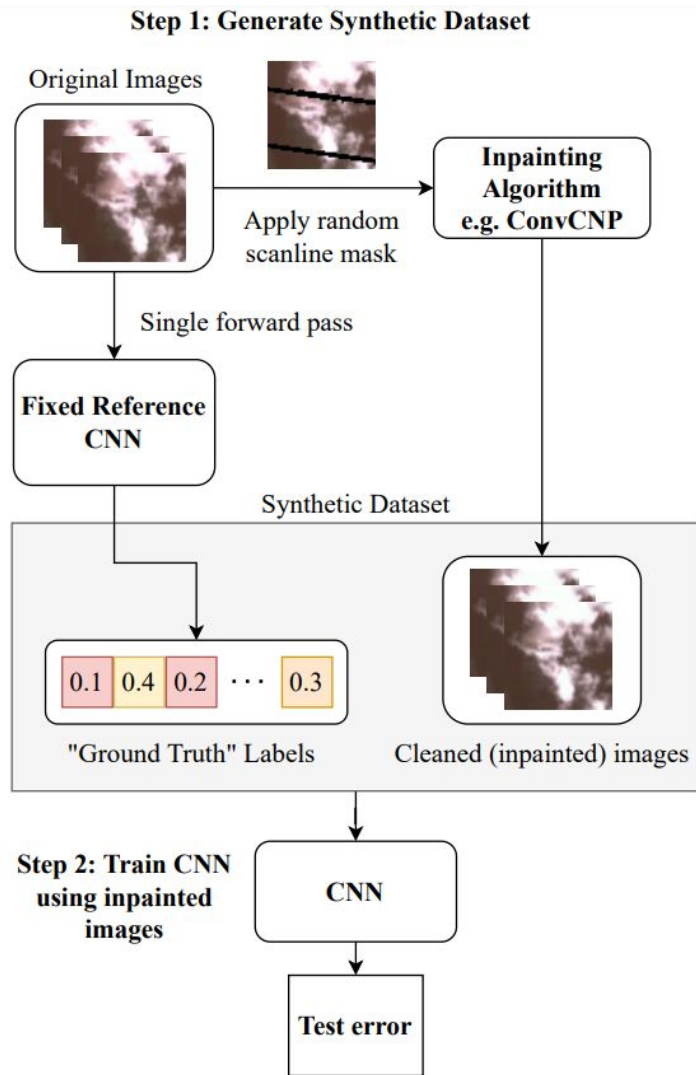 Step 1: Generate Synthetic Dataset
Original Images
Apply random
scanline mask
Inpainting
Algorithm
e.g. ConvCNP
Single forward pass
Fixed Reference
CNN
Synthetic Dataset
0.1 0.4 0.2 · · · 0.3
"Ground Truth" Labels
Cleaned (inpainted) images
Step 2: Train CNN
using inpainted
images
CNN
Test error